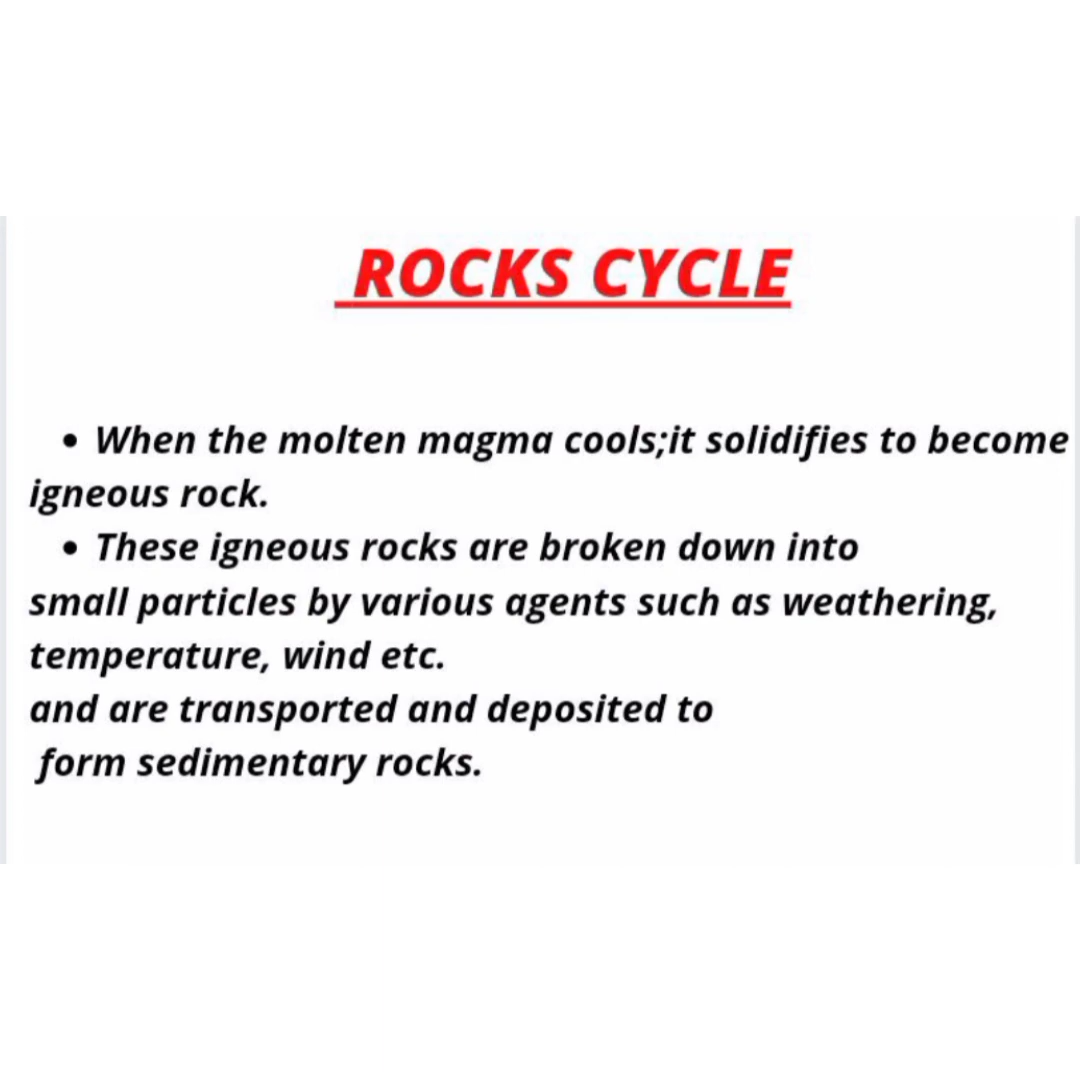 ROCKS CYCLE
• When the molten magma cools;it solidifies to become
igneous rock.
• These igneous rocks are broken down into
small particles by various agents such as weathering,
temperature, wind etc.
and are transported and deposited to
form sedimentary rocks.